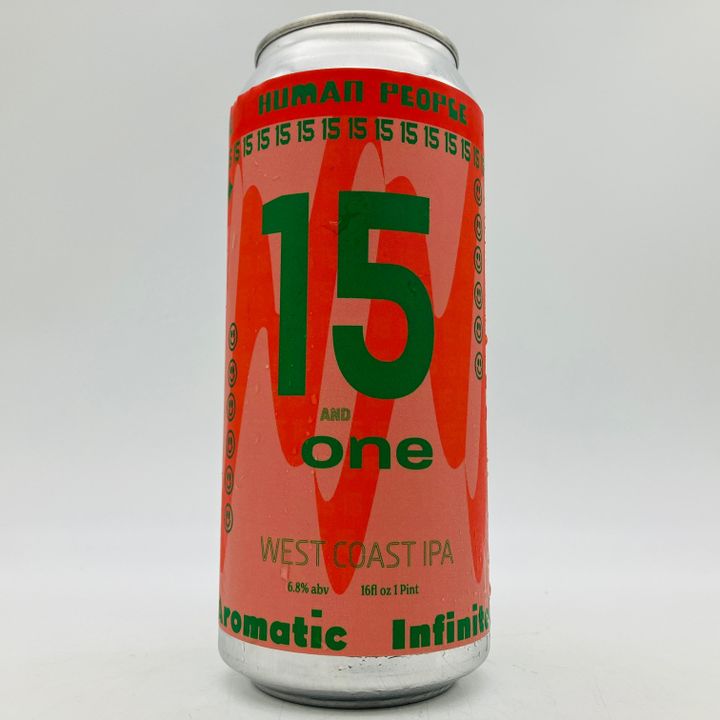 HUMAN PEOPLE
15 15 15 15 15 15 15 15 15 15
15
AND
one
WEST COAST IPA
6.8% abv 16fl oz 1 Pint
Aromatic Infinite